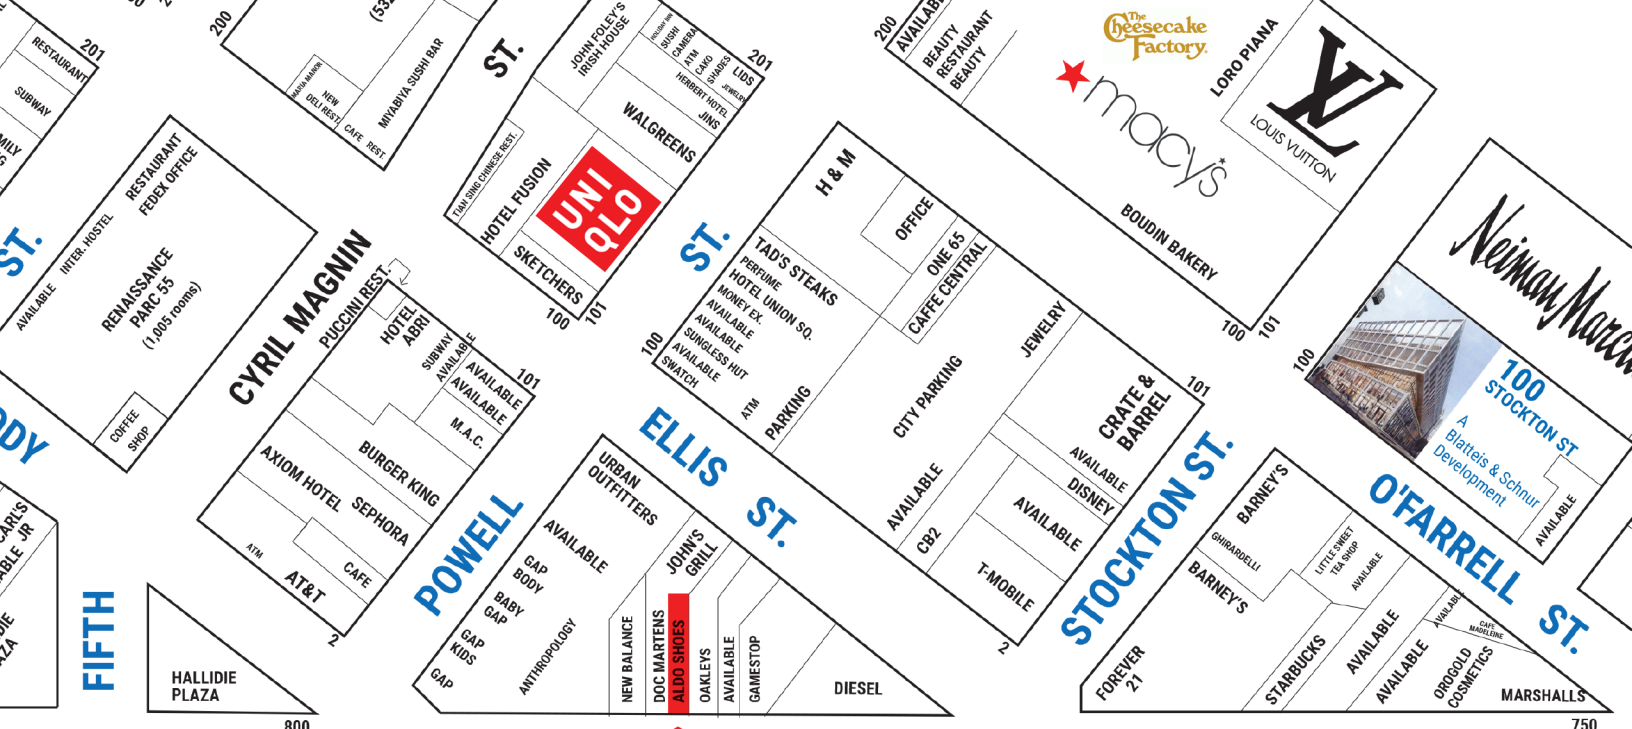 201
RESTAURANT
SUBWAY
ST.
RESTAURANT
FEDEX OFFICE
INTER. HOSTEL
AVAILABLE
RENAISSANCE
PARC 55
(1,005 rooms)
COFFEE
SHOP
200
MARIA MANOR
NEW
DELI REST.
CAFE
REST.
MIYABIYA SUSHI BAR
ST.
CYRIL MAGNIN
PUCCINI REST.
HOTEL
ABRI
SUBWAY
AVAILABLE
AVAILABLE
AVAILABLE
101
M.A.C.
BURGER KING
AXIOM HOTEL
SEPHORA
ATM
AT&T
CAFE
2
JOHN FOLEY'S
IRISH HOUSE
HOLIDAY INN
SUSHI
CAMERA
ATM
CAKO
SHADES
LIDS
JEWELRY
201
HERBERT HOTEL
JINS
WALGREENS
TIAN SING CHINESE REST.
HOTEL FUSION
UNI
QLO
SKETCHERS
100
101
POWELL
ST.
ELLIS
ST.
FIFTH
HALLIDIE
PLAZA
800
H & M
OFFICE
ONE 65
CAFFE CENTRAL
TAD'S STEAKS
PERFUME
HOTEL UNION SQ.
MONEY EX.
AVAILABLE
AVAILABLE
SUNGLESS HUT
AVAILABLE
SWATCH
100
ATM
PARKING
CITY PARKING
JEWELRY
AVAILABLE
CRATE &
BARREL
101
AVAILABLE
DISNEY
AVAILABLE
CB2
T-MOBILE
2
URBAN
OUTFITTERS
AVAILABLE
GAP
BODY
BABY
GAP
GAP
KIDS
GAP
ANTHROPOLOGY
NEW BALANCE
DOC MARTENS
JOHN'S
GRILL
ALDO SHOES
OAKLEYS
AVAILABLE
GAMESTOP
DIESEL
200
BEAUTY
RESTAURANT
BEAUTY
The
Cheesecake
Factory.
macy's
LORO PIANA
LV
LOUIS VUITTON
BOUDIN BAKERY
100
101
STOCKTON ST.
Neiman Marcu
100
100
STOCKTON ST
A
Blatteis & Schnur
Development
AVAILABLE
O'FARRELL
ST.
BARNEY'S
GHIRARDELLI
BARNEY'S
LITTLE SWEET
TEA SHOP
AVAILABLE
FOREVER
21
STARBUCKS
AVAILABLE
AVAILABLE
AVAILABLE
CAFE
MADELEINE
OROGOLD
COSMETICS
MARSHALLS
750